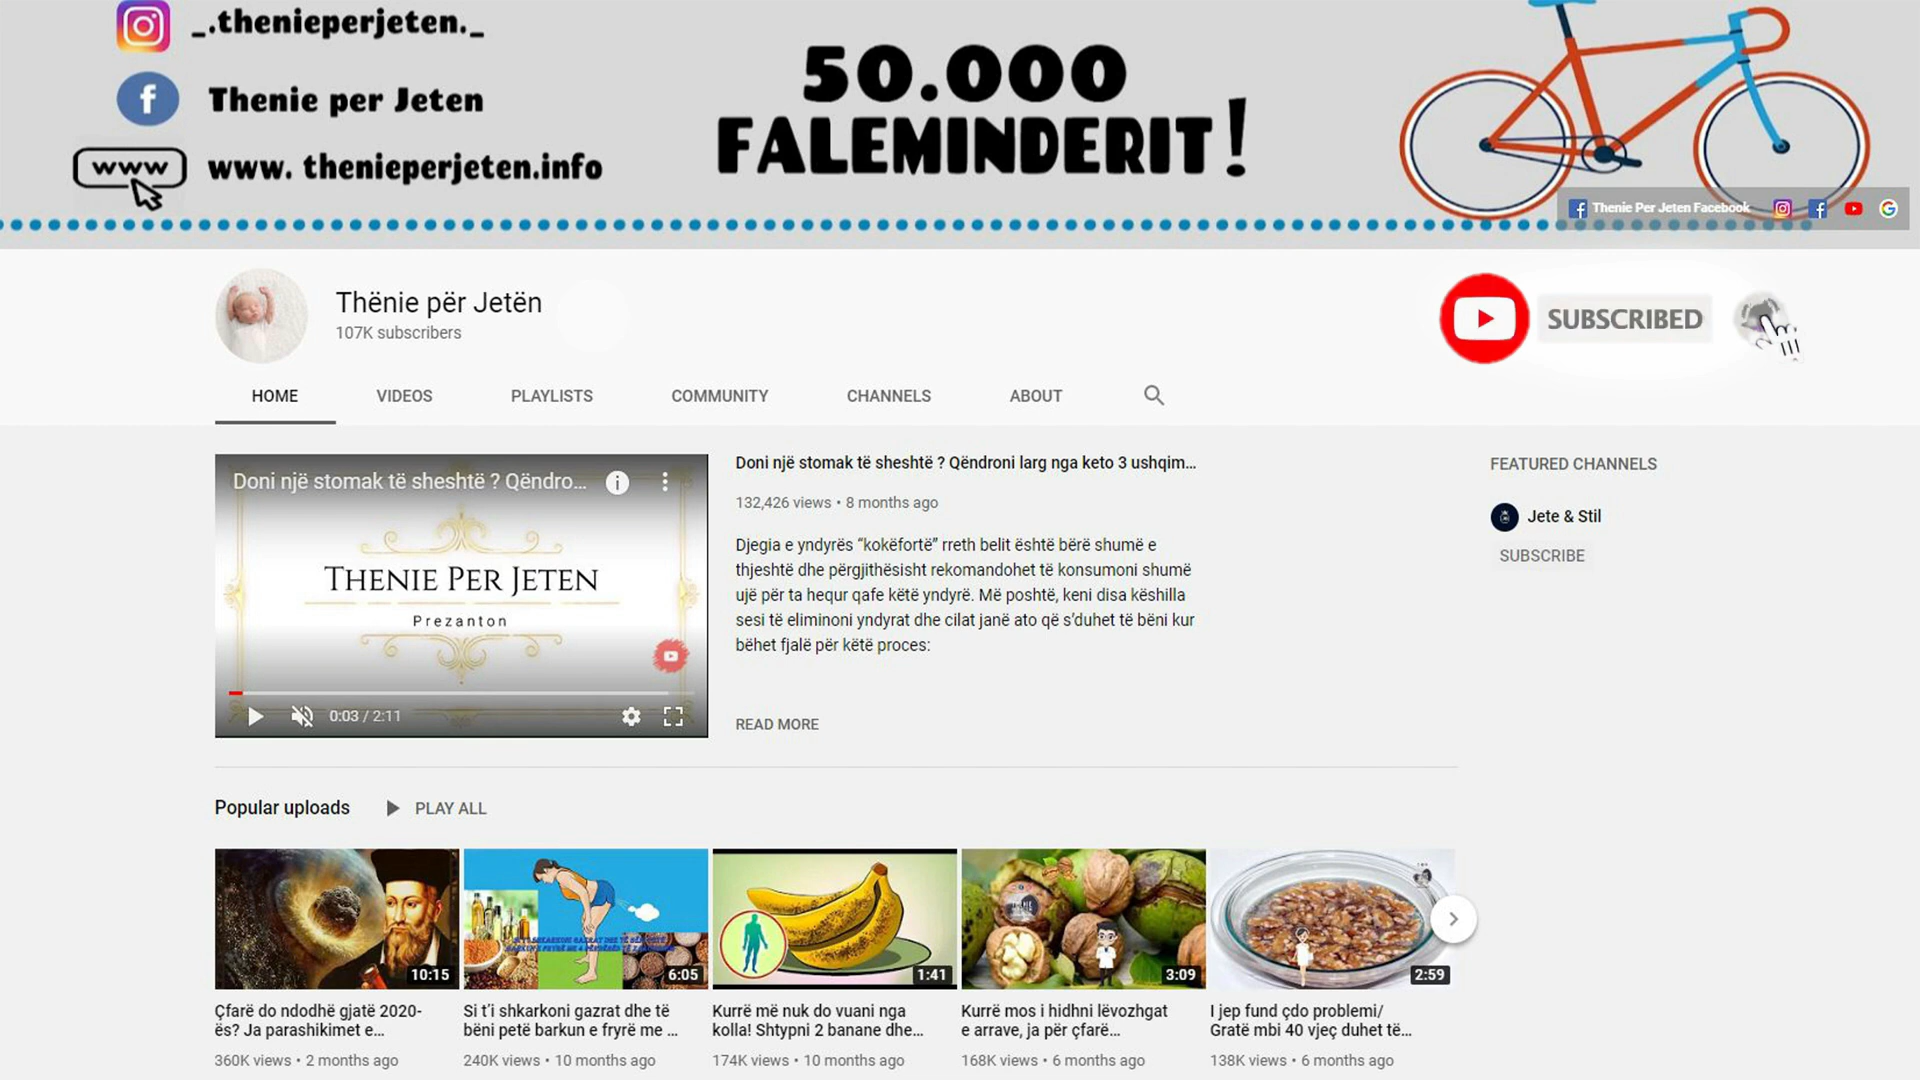 _.thenieperjeten._
Thenie per Jeten
www
www. thenieperjeten.info
50.000
FALEMINDERIT!
Thenie Per Jeten Facebook
Thënie për Jetën
107K subscribers
SUBSCRIBED
HOME
VIDEOS
PLAYLISTS
COMMUNITY
CHANNELS
ABOUT
Doni një stomak të sheshtë ? Qëndro...
THENIE PER JETEN
Prezanton
0:03 / 2:11
Doni një stomak të sheshtë ? Qëndroni larg nga keto 3 ushqim...
132,426 views • 8 months ago
Djegia e yndyrës “kokëfortë” rreth belit është bërë shumë e
thjeshtë dhe përgjithësisht rekomandohet të konsumoni shumë
ujë për ta hequr qafe këtë yndyrë. Më poshtë, keni disa këshilla
sesi të eliminoni yndyrat dhe cilat janë ato që s’duhet të bëni kur
bëhet fjalë për këtë proces:
READ MORE
FEATURED CHANNELS
Jete & Stil
SUBSCRIBE
Popular uploads
PLAY ALL
10:15
Çfarë do ndodhë gjatë 2020-
ës? Ja parashikimet e...
360K views • 2 months ago
6:05
Si t’i shkarkoni gazrat dhe të
bëni petë barkun e fryrë me ...
240K views • 10 months ago
1:41
Kurrë më nuk do vuani nga
kolla! Shtypni 2 banane dhe...
174K views • 10 months ago
3:09
Kurrë mos i hidhni lëvozhgat
e arrave, ja për çfarë...
168K views • 6 months ago
2:59
I jep fund çdo problemi/
Gratë mbi 40 vjeç duhet të...
138K views • 6 months ago